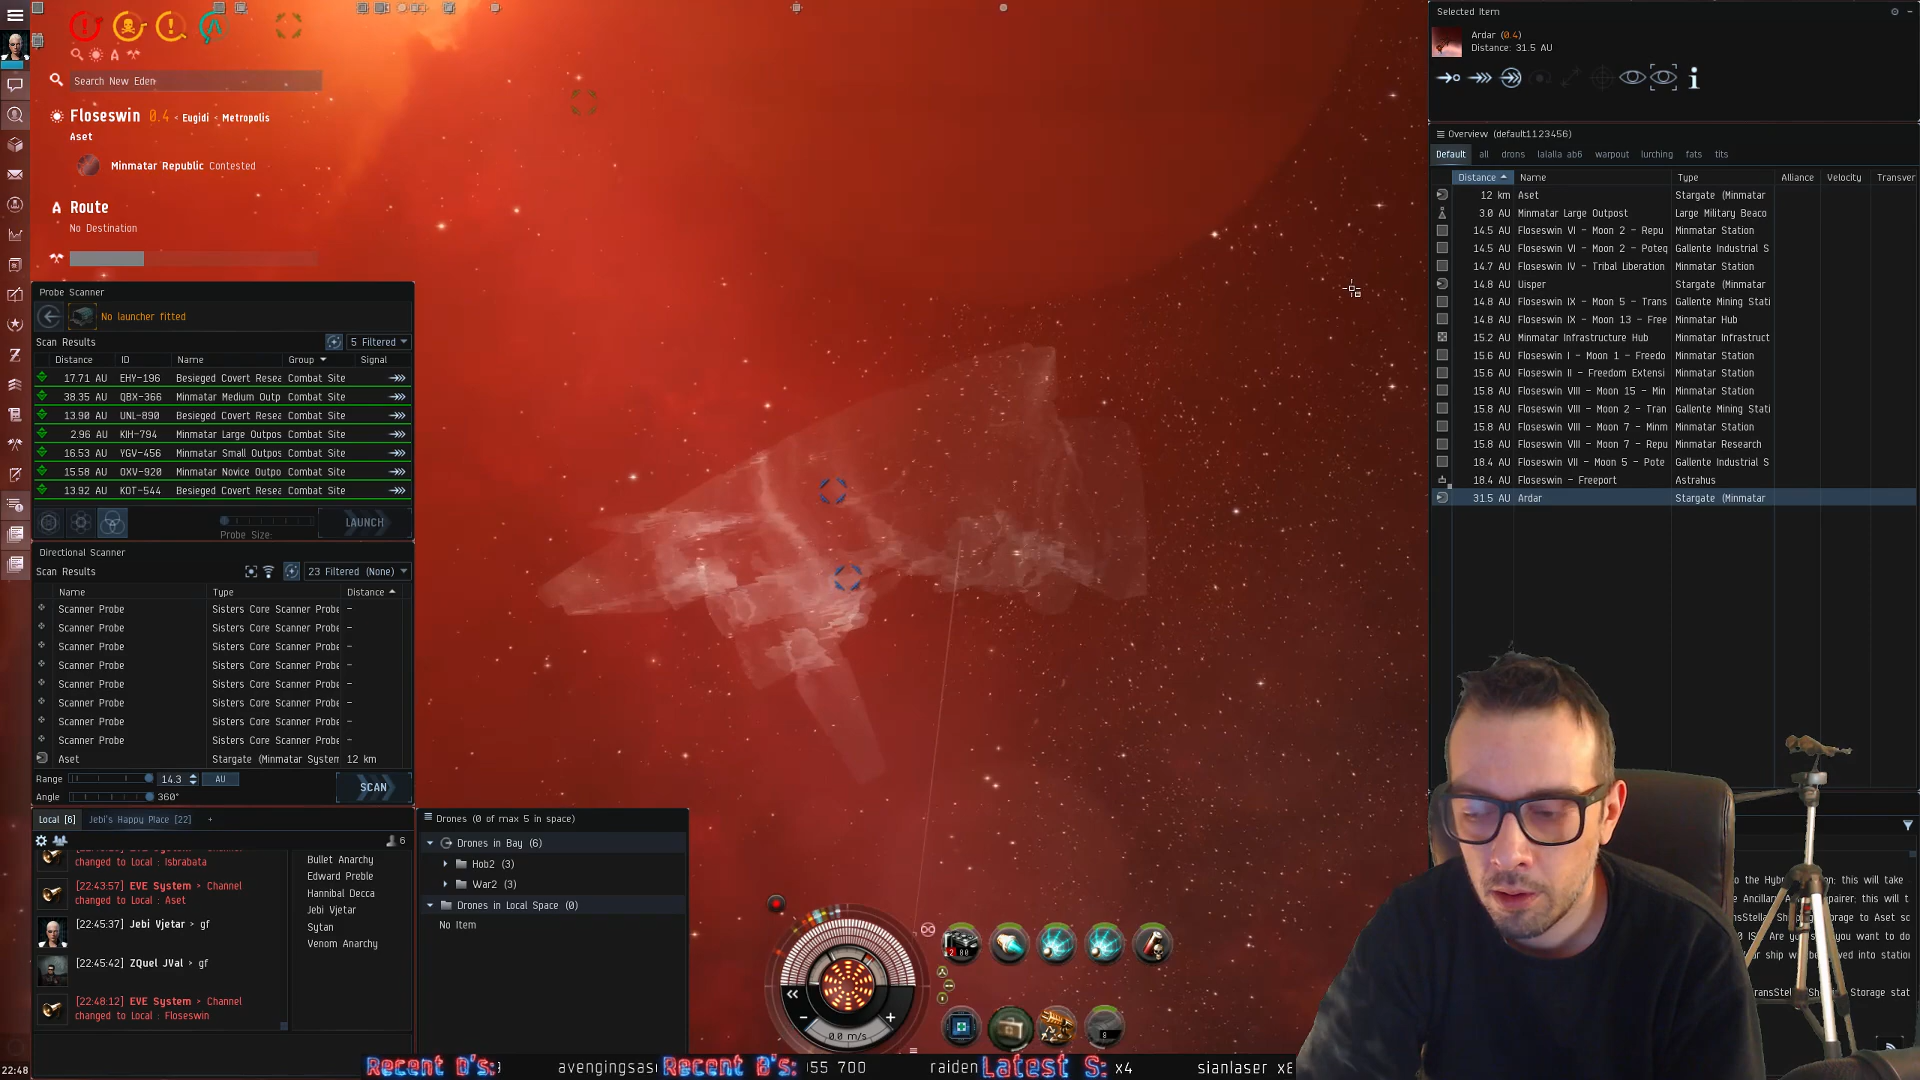 Search New Eden
Floseswin 0.4 < Eugidi < Metropolis
Aset
Minmatar Republic Contested
Route
No Destination
Probe Scanner
No launcher fitted
Scan Results
5 Filtered
Distance ID Name Group Signal
17.71 AU EHY-196 Besieged Covert Resea Combat Site
38.35 AU QBX-366 Minmatar Medium Outp Combat Site
13.90 AU UNL-890 Besieged Covert Resea Combat Site
2.96 AU KIH-794 Minmatar Large Outpos Combat Site
16.53 AU YGV-456 Minmatar Small Outpos Combat Site
15.58 AU OXV-920 Minmatar Novice Outpo Combat Site
13.92 AU KOT-544 Besieged Covert Resea Combat Site
Probe Size:
LAUNCH
Directional Scanner
Scan Results
23 Filtered (None)
Name Type Distance
Scanner Probe Sisters Core Scanner Probe –
Scanner Probe Sisters Core Scanner Probe –
Scanner Probe Sisters Core Scanner Probe –
Scanner Probe Sisters Core Scanner Probe –
Scanner Probe Sisters Core Scanner Probe –
Scanner Probe Sisters Core Scanner Probe –
Scanner Probe Sisters Core Scanner Probe –
Scanner Probe Sisters Core Scanner Probe –
Aset Stargate (Minmatar System 12 km
Range 14.3 AU
Angle 360°
SCAN
Local [6] Jebi's Happy Place [22] +
6
changed to Local : Isbrabata
[22:43:57] EVE System > Channel
changed to Local : Aset
[22:45:37] Jebi Vjetar > gf
[22:45:42] ZQuel JVal > gf
[22:48:12] EVE System > Channel
changed to Local : Floseswin
Bullet Anarchy
Edward Preble
Hannibal Decca
Jebi Vjetar
Sytan
Venom Anarchy
22:48
Drones (0 of max 5 in space)
Drones in Bay (6)
Hob2 (3)
War2 (3)
Drones in Local Space (0)
No Item
0.0 m/s
80
8
Selected Item
Ardar (0.4)
Distance: 31.5 AU
Overview (default1123456)
Default all drons lalalla ab6 warpout lurching fats tits
Distance Name Type Alliance Velocity Transver
12 km Aset Stargate (Minmatar
3.0 AU Minmatar Large Outpost Large Military Beaco
14.5 AU Floseswin VI – Moon 2 – Repu Minmatar Station
14.5 AU Floseswin VI – Moon 2 – Poteq Gallente Industrial S
14.7 AU Floseswin IV – Tribal Liberation Minmatar Station
14.8 AU Uisper Stargate (Minmatar
14.8 AU Floseswin IX – Moon 5 – Trans Gallente Mining Stati
14.8 AU Floseswin IX – Moon 13 – Free Minmatar Hub
15.2 AU Minmatar Infrastructure Hub Minmatar Infrastruct
15.6 AU Floseswin I – Moon 1 – Freedo Minmatar Station
15.6 AU Floseswin II – Freedom Extensi Minmatar Station
15.8 AU Floseswin VIII – Moon 15 – Min Minmatar Station
15.8 AU Floseswin VIII – Moon 2 – Tran Gallente Mining Stati
15.8 AU Floseswin VIII – Moon 7 – Minm Minmatar Station
15.8 AU Floseswin VIII – Moon 7 – Repu Minmatar Research
18.4 AU Floseswin VII – Moon 5 – Pote Gallente Industrial S
18.4 AU Floseswin – Freeport Astrahus
31.5 AU Ardar Stargate (Minmatar
Recent D's: avengingsas Recent B's: 955 700 raiden Latest S: x4 sianlaser x8